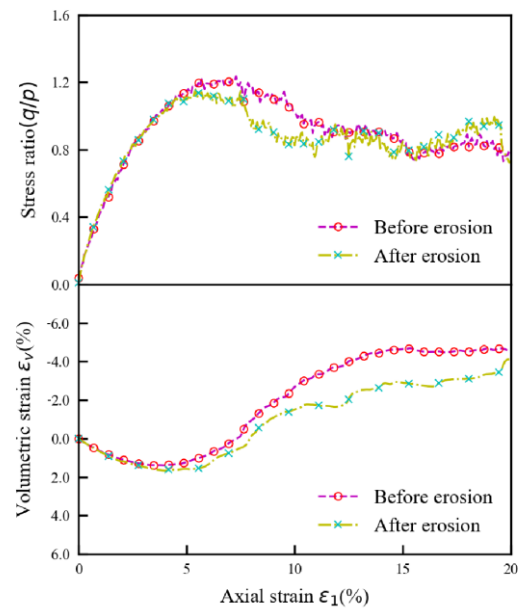 Stress ratio(q/p)
1.6
1.2
0.8
0.4
0.0
Before erosion
After erosion
Volumetric strain εv(%)
-6.0
-4.0
-2.0
0.0
2.0
4.0
6.0
Before erosion
After erosion
0
5
10
15
20
Axial strain ε1(%)